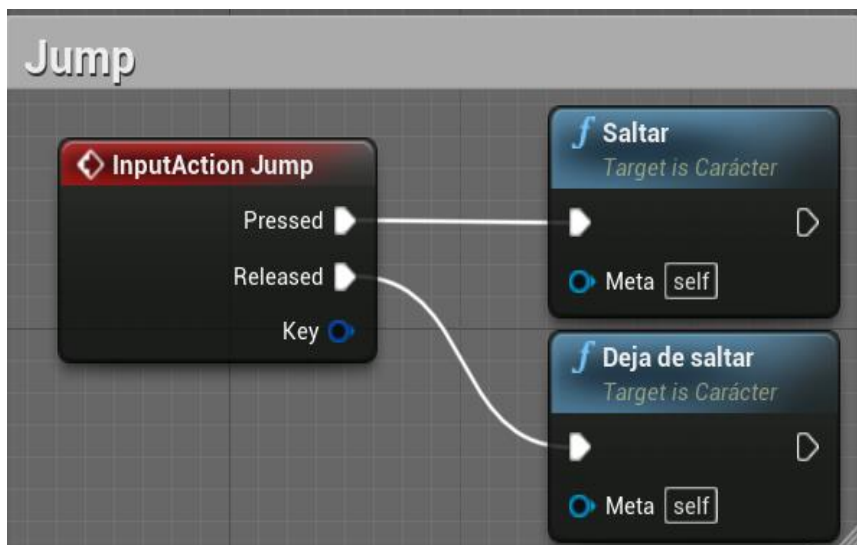 Jump
InputAction Jump
Pressed
Released
Key
f Saltar
Target is Carácter
Meta self
f Deja de saltar
Target is Carácter
Meta self